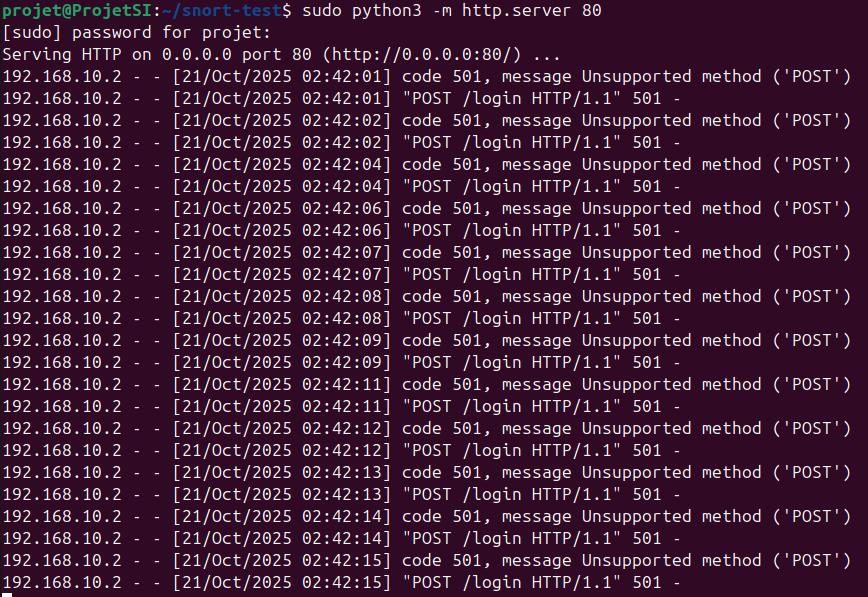 projet@ProjetSI:~/snort-test$ sudo python3 -m http.server 80
[sudo] password for projet:
Serving HTTP on 0.0.0.0 port 80 (http://0.0.0.0:80/) ...
192.168.10.2 - - [21/Oct/2025 02:42:01] code 501, message Unsupported method ('POST')
192.168.10.2 - - [21/Oct/2025 02:42:01] "POST /login HTTP/1.1" 501 -
192.168.10.2 - - [21/Oct/2025 02:42:02] code 501, message Unsupported method ('POST')
192.168.10.2 - - [21/Oct/2025 02:42:02] "POST /login HTTP/1.1" 501 -
192.168.10.2 - - [21/Oct/2025 02:42:04] code 501, message Unsupported method ('POST')
192.168.10.2 - - [21/Oct/2025 02:42:04] "POST /login HTTP/1.1" 501 -
192.168.10.2 - - [21/Oct/2025 02:42:06] code 501, message Unsupported method ('POST')
192.168.10.2 - - [21/Oct/2025 02:42:06] "POST /login HTTP/1.1" 501 -
192.168.10.2 - - [21/Oct/2025 02:42:07] code 501, message Unsupported method ('POST')
192.168.10.2 - - [21/Oct/2025 02:42:07] "POST /login HTTP/1.1" 501 -
192.168.10.2 - - [21/Oct/2025 02:42:08] code 501, message Unsupported method ('POST')
192.168.10.2 - - [21/Oct/2025 02:42:08] "POST /login HTTP/1.1" 501 -
192.168.10.2 - - [21/Oct/2025 02:42:09] code 501, message Unsupported method ('POST')
192.168.10.2 - - [21/Oct/2025 02:42:09] "POST /login HTTP/1.1" 501 -
192.168.10.2 - - [21/Oct/2025 02:42:11] code 501, message Unsupported method ('POST')
192.168.10.2 - - [21/Oct/2025 02:42:11] "POST /login HTTP/1.1" 501 -
192.168.10.2 - - [21/Oct/2025 02:42:12] code 501, message Unsupported method ('POST')
192.168.10.2 - - [21/Oct/2025 02:42:12] "POST /login HTTP/1.1" 501 -
192.168.10.2 - - [21/Oct/2025 02:42:13] code 501, message Unsupported method ('POST')
192.168.10.2 - - [21/Oct/2025 02:42:13] "POST /login HTTP/1.1" 501 -
192.168.10.2 - - [21/Oct/2025 02:42:14] code 501, message Unsupported method ('POST')
192.168.10.2 - - [21/Oct/2025 02:42:14] "POST /login HTTP/1.1" 501 -
192.168.10.2 - - [21/Oct/2025 02:42:15] code 501, message Unsupported method ('POST')
192.168.10.2 - - [21/Oct/2025 02:42:15] "POST /login HTTP/1.1" 501 -